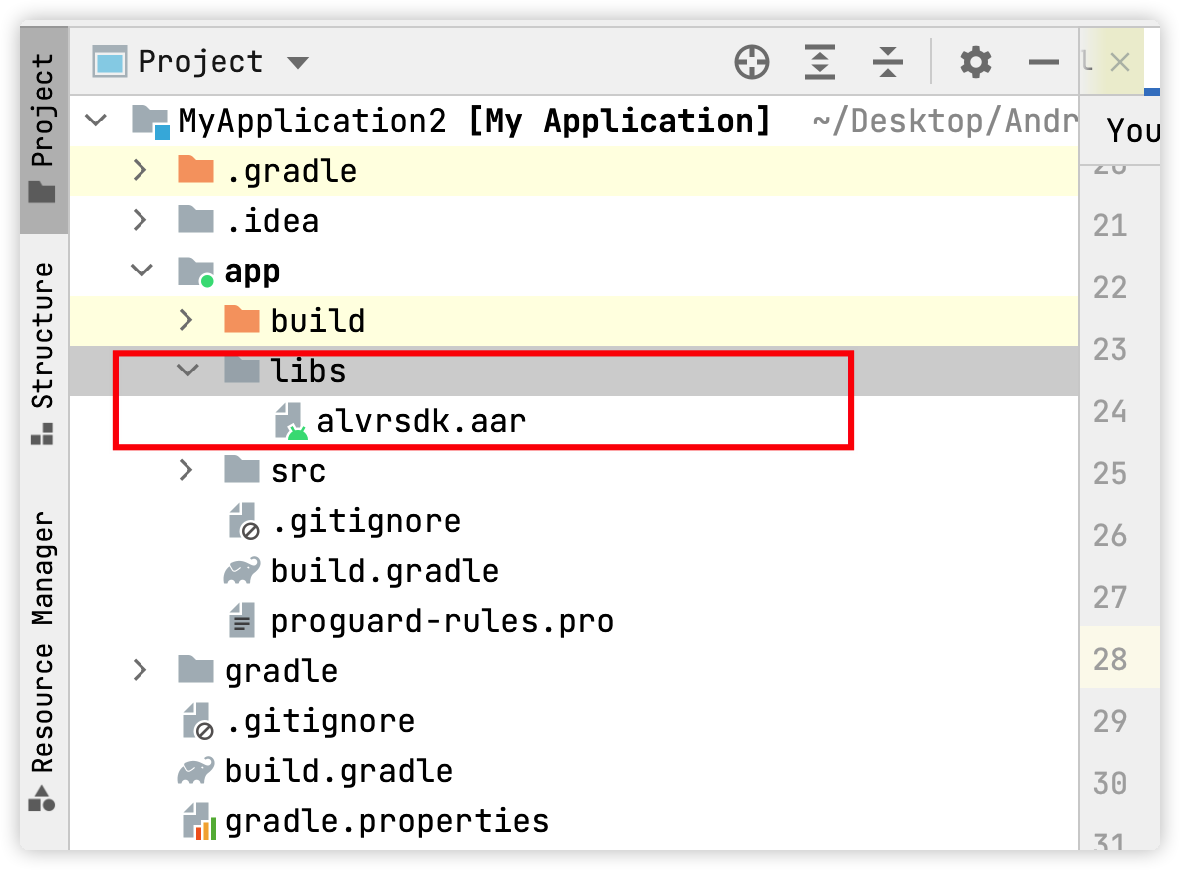 Project
MyApplication2 [My Application] ~/Desktop/Andr
.gradle
.idea
app
build
libs
alvrsdk.aar
src
.gitignore
build.gradle
proguard-rules.pro
gradle
.gitignore
build.gradle
gradle.properties
Project
Structure
Resource Manager
You
21
22
23
24
25
26
27
28
29
30
31